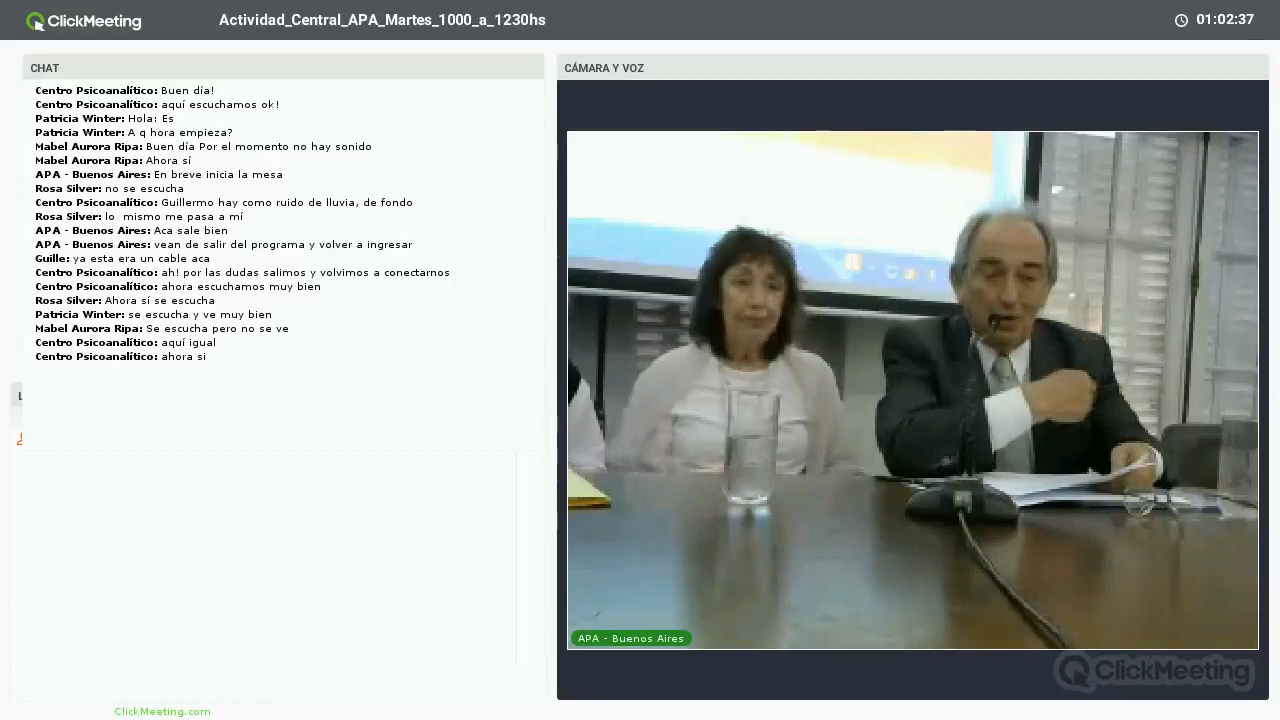 ClickMeeting
Actividad_Central_APA_Martes_1000_a_1230hs
01:02:37
CHAT
Centro Psicoanalítico: Buen día!
Centro Psicoanalítico: aquí escuchamos ok!
Patricia Winter: Hola: Es
Patricia Winter: A q hora empieza?
Mabel Aurora Ripa: Buen día Por el momento no hay sonido
Mabel Aurora Ripa: Ahora sí
APA - Buenos Aires: En breve inicia la mesa
Rosa Silver: no se escucha
Centro Psicoanalítico: Guillermo hay como ruido de lluvia, de fondo
Rosa Silver: lo mismo me pasa a mí
APA - Buenos Aires: Aca sale bien
APA - Buenos Aires: vean de salir del programa y volver a ingresar
Guille: ya esta era un cable aca
Centro Psicoanalítico: ah! por las dudas salimos y volvimos a conectarnos
Centro Psicoanalítico: ahora escuchamos muy bien
Rosa Silver: Ahora sí se escucha
Patricia Winter: se escucha y ve muy bien
Mabel Aurora Ripa: Se escucha pero no se ve
Centro Psicoanalítico: aquí igual
Centro Psicoanalítico: ahora si
CÁMARA Y VOZ
APA - Buenos Aires
ClickMeeting
ClickMeeting.com